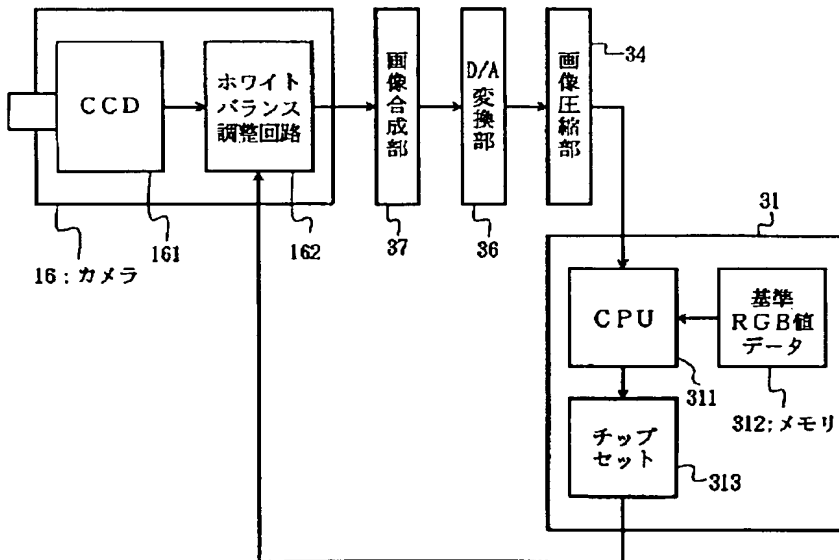 CCD
ホワイト
バランス
調整回路
画像合成部
D/A
変換部
画像圧縮部
34
161
162
37
36
16；カメラ
31
CPU
基準
RGB値
データ
311
312；メモリ
チップ
セット
313